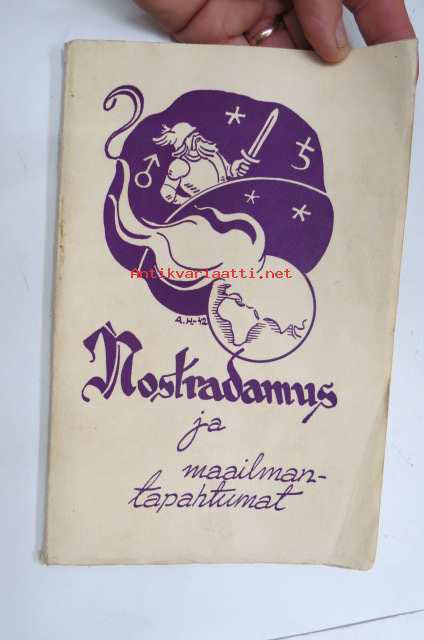 Antikvariaatti.net
A.H-42
Nostradamus
ja
maailman-
tapahtumat